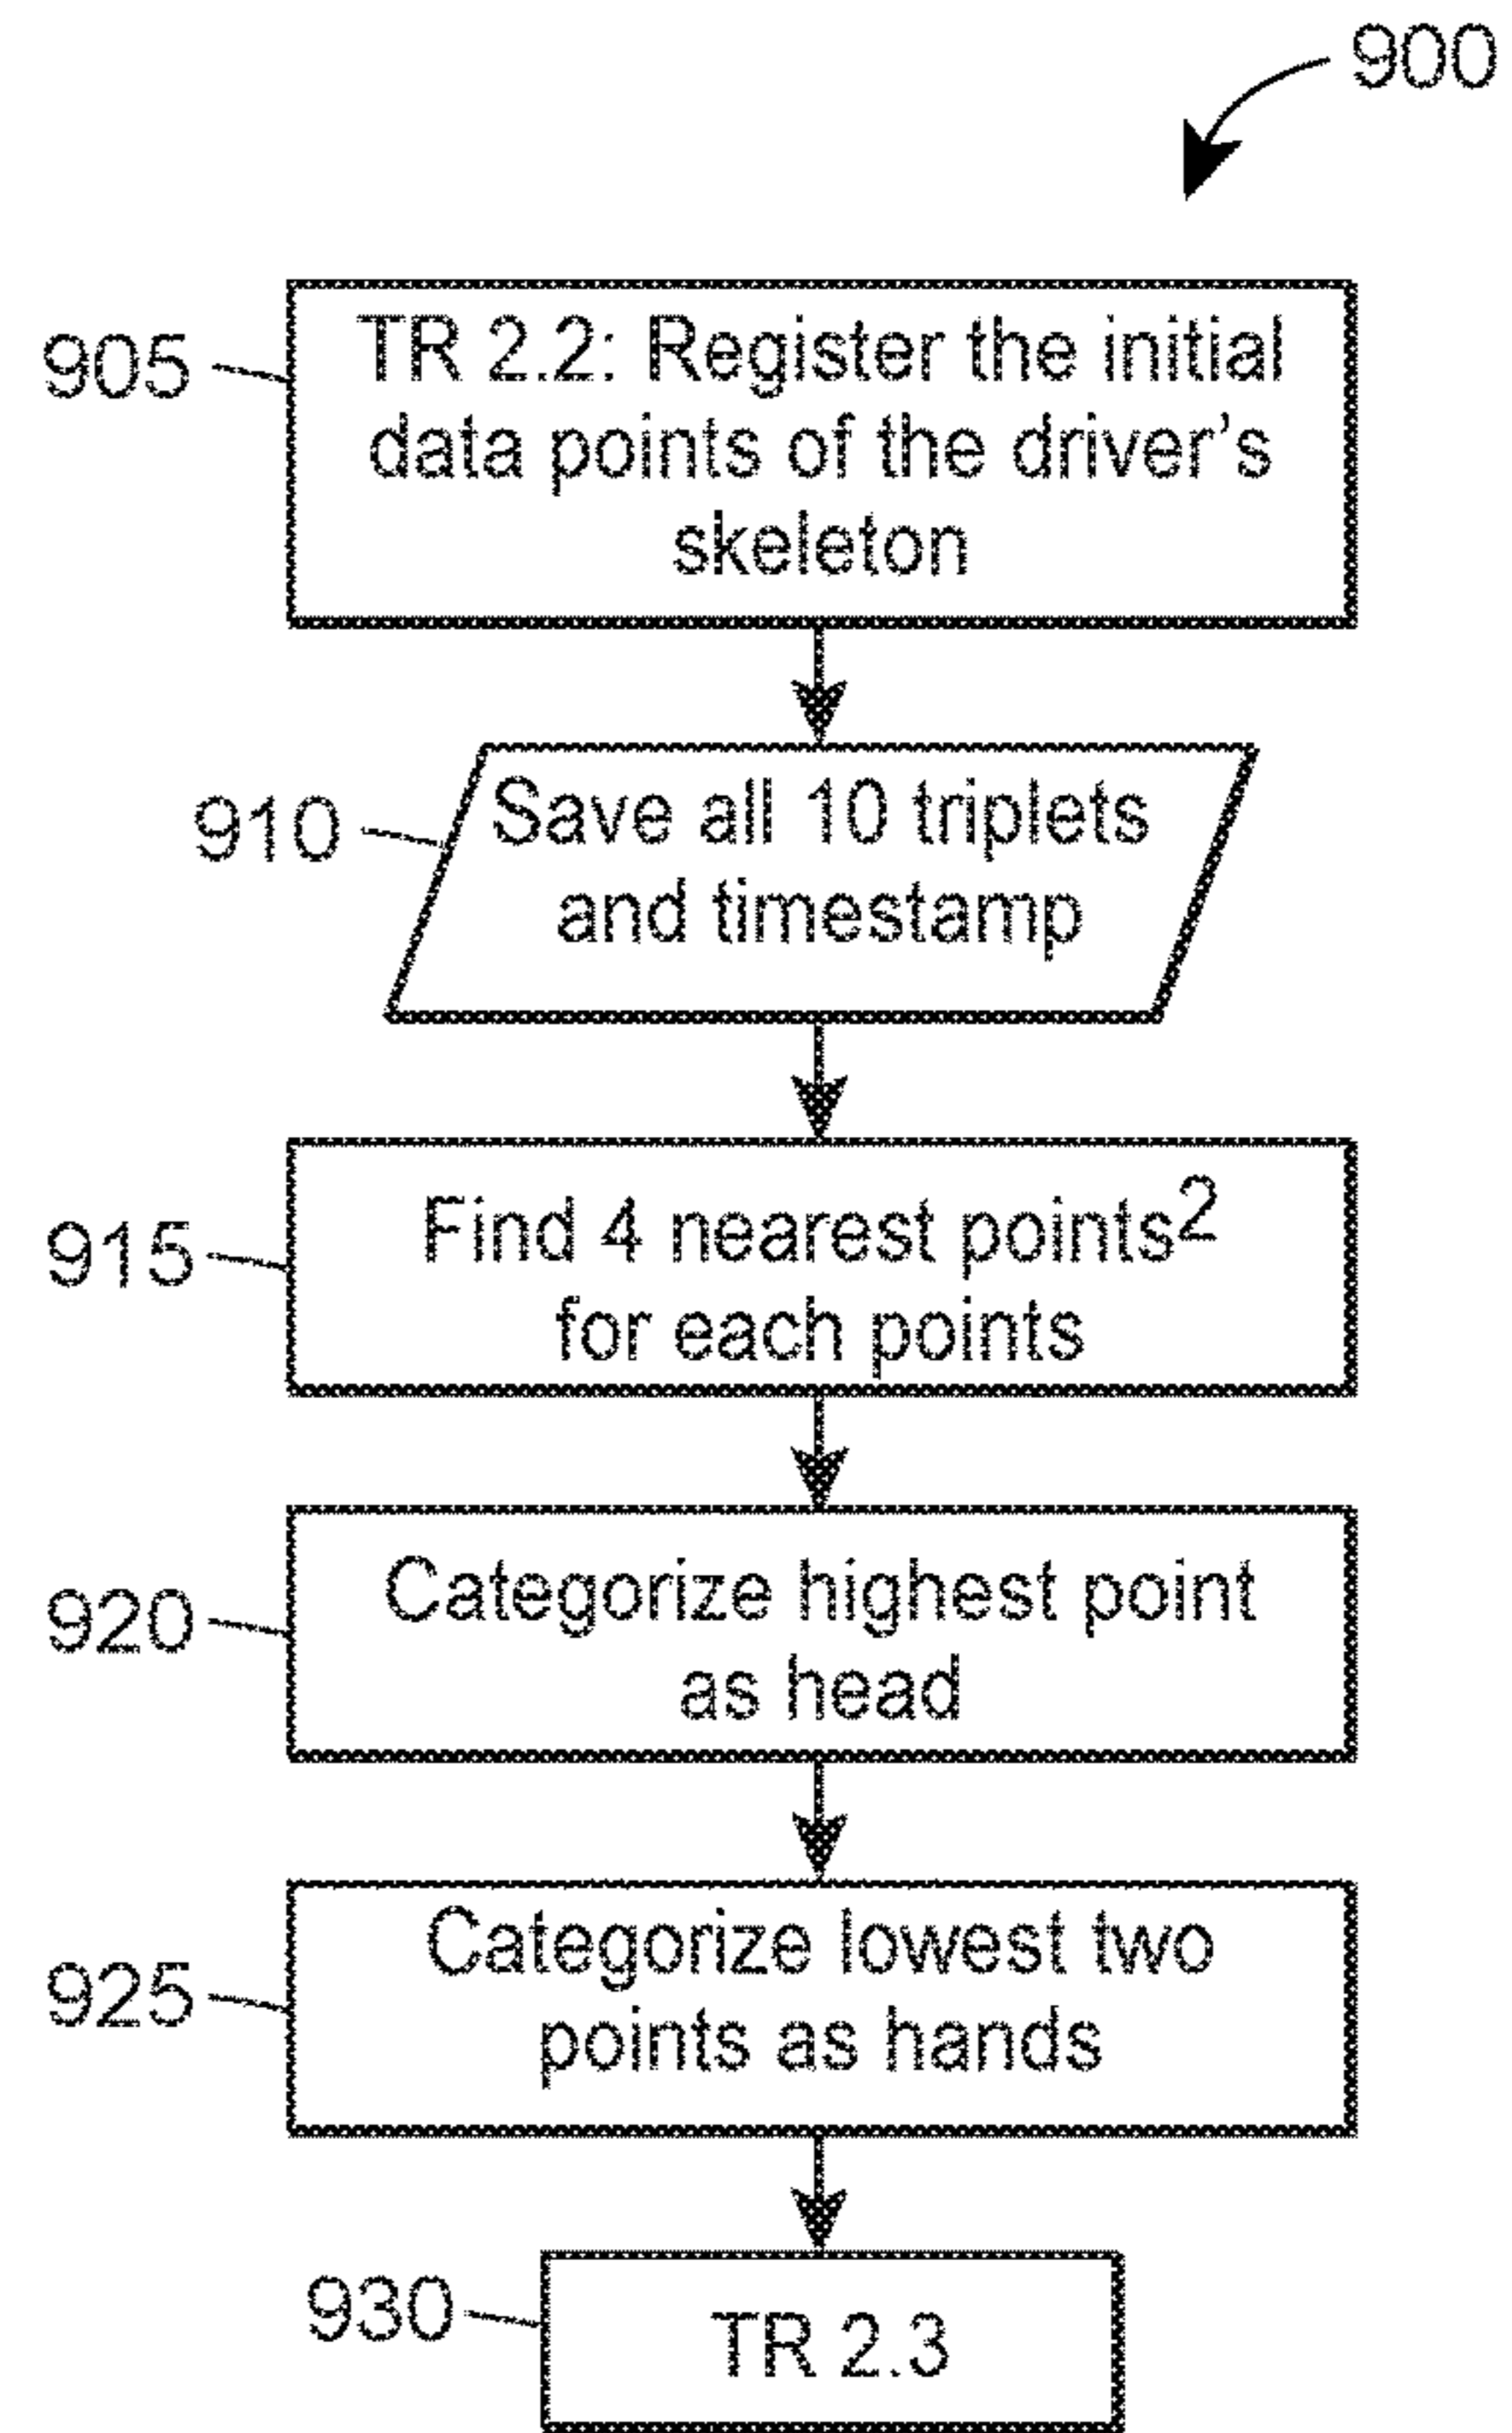 900
905
TR 2.2: Register the initial
data points of the driver's
skeleton
910
Save all 10 triplets
and timestamp
915
Find 4 nearest points2
for each points
920
Categorize highest point
as head
925
Categorize lowest two
points as hands
930
TR 2.3